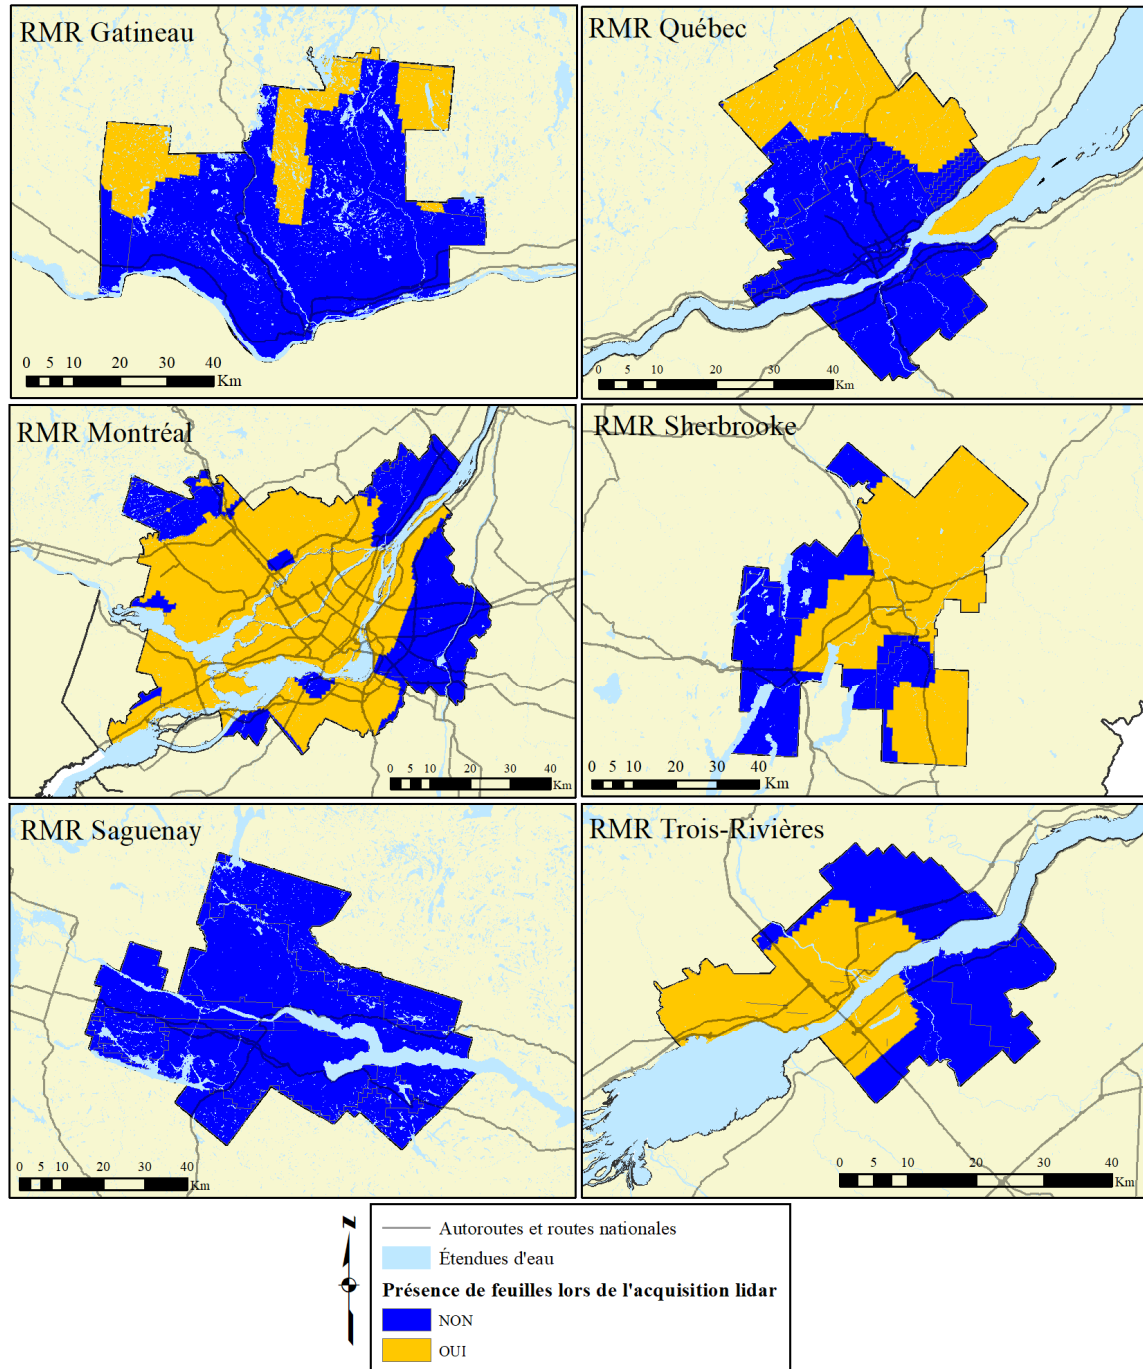 RMR Gatineau
0 5 10 20 30 40
Km
RMR Québec
0 5 10 20 30 40
Km
RMR Montréal
0 5 10 20 30 40
Km
RMR Sherbrooke
0 5 10 20 30 40
Km
RMR Saguenay
0 5 10 20 30 40
Km
RMR Trois-Rivières
0 5 10 20 30 40
Km
N
Autoroutes et routes nationales
Étendues d'eau
Présence de feuilles lors de l'acquisition lidar
NON
OUI